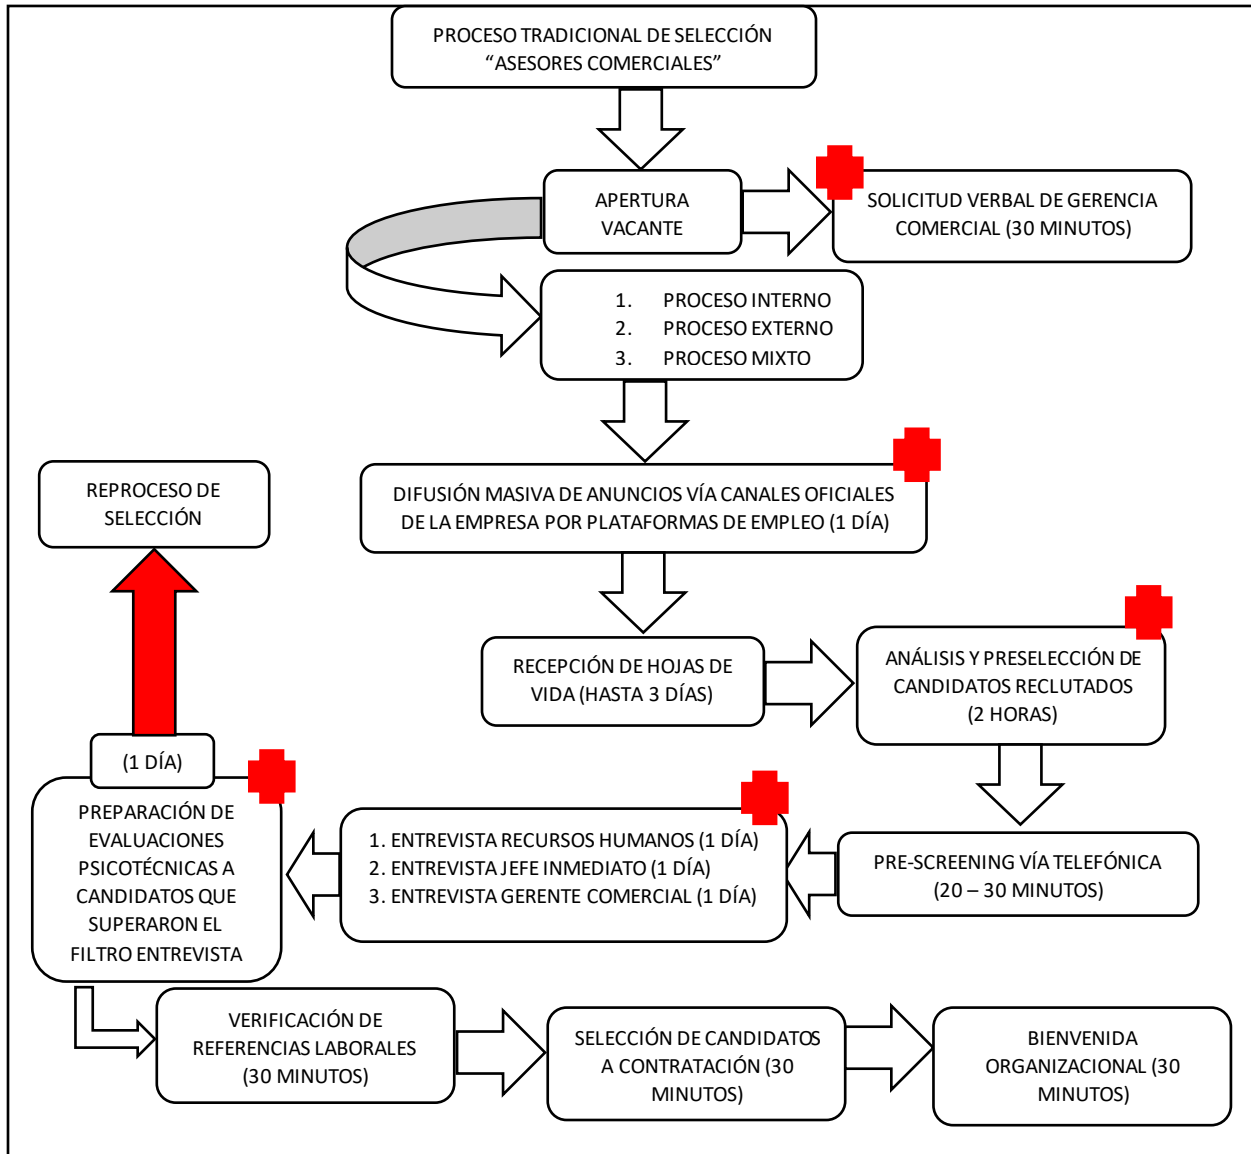 PROCESO TRADICIONAL DE SELECCIÓN
“ASESORES COMERCIALES”
APERTURA
VACANTE
SOLICITUD VERBAL DE GERENCIA
COMERCIAL (30 MINUTOS)
1. PROCESO INTERNO
2. PROCESO EXTERNO
3. PROCESO MIXTO
DIFUSIÓN MASIVA DE ANUNCIOS VÍA CANALES OFICIALES
DE LA EMPRESA POR PLATAFORMAS DE EMPLEO (1 DÍA)
REPROCESO DE
SELECCIÓN
RECEPCIÓN DE HOJAS DE
VIDA (HASTA 3 DÍAS)
ANÁLISIS Y PRESELECCIÓN DE
CANDIDATOS RECLUTADOS
(2 HORAS)
PRE-SCREENING VÍA TELEFÓNICA
(20 – 30 MINUTOS)
1. ENTREVISTA RECURSOS HUMANOS (1 DÍA)
2. ENTREVISTA JEFE INMEDIATO (1 DÍA)
3. ENTREVISTA GERENTE COMERCIAL (1 DÍA)
(1 DÍA)
PREPARACIÓN DE
EVALUACIONES
PSICOTÉCNICAS A
CANDIDATOS QUE
SUPERARON EL
FILTRO ENTREVISTA
VERIFICACIÓN DE
REFERENCIAS LABORALES
(30 MINUTOS)
SELECCIÓN DE CANDIDATOS
A CONTRATACIÓN (30
MINUTOS)
BIENVENIDA
ORGANIZACIONAL (30
MINUTOS)